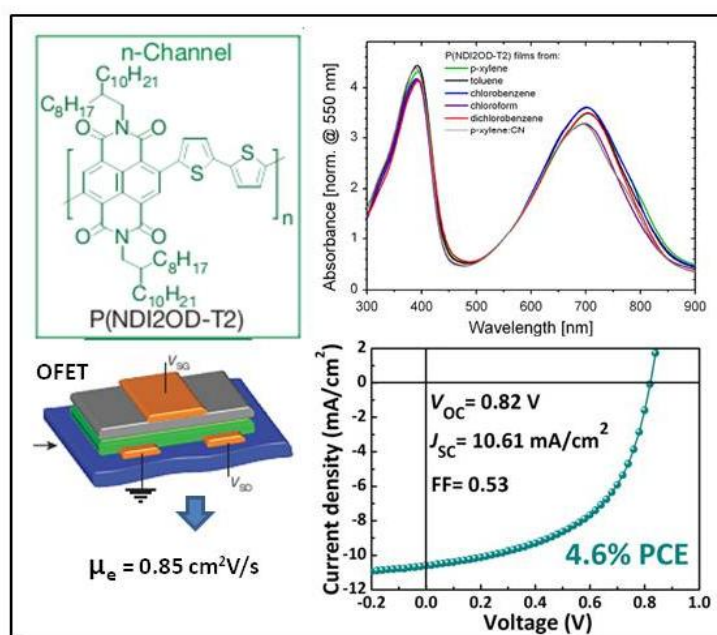 n-Channel
C₁₀H₂₁
C₈H₁₇
O
N
O
S
S
n
O
N
O
C₈H₁₇
C₁₀H₂₁
P(NDI2OD-T2)
P(NDI2OD-T2) films from:
p-xylene
toluene
chlorobenzene
chloroform
dichlorobenzene
p-xylene:CN
Absorbance [norm. @ 550 nm]
4
3
2
1
0
300 400 500 600 700 800 900
Wavelength [nm]
OFET
V_SG
V_SD
μₑ = 0.85 cm²V/s
Current density (mA/cm²)
2
0
-2
-4
-6
-8
-10
-12
V_OC= 0.82 V
J_SC= 10.61 mA/cm²
FF= 0.53
4.6% PCE
-0.2 0.0 0.2 0.4 0.6 0.8 1.0
Voltage (V)